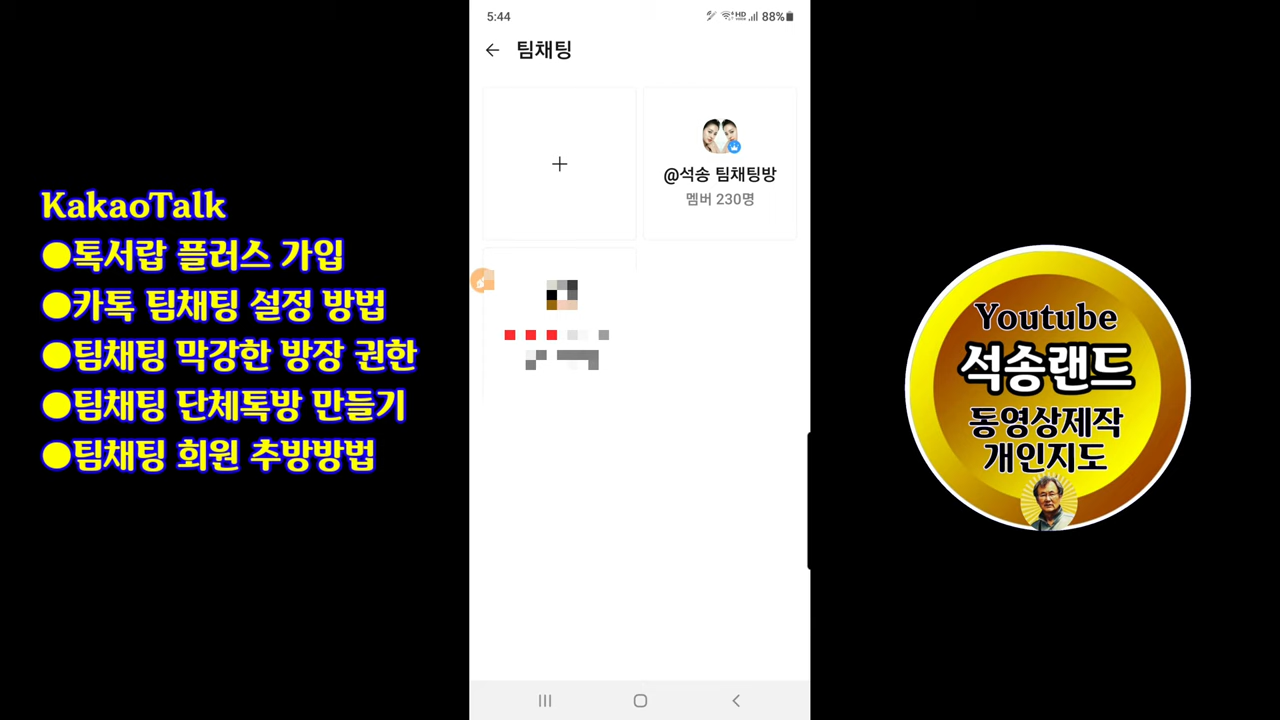 KakaoTalk
●톡서랍 플러스 가입
●카톡 팀채팅 설정 방법
●팀채팅 막강한 방장 권한
●팀채팅 단체톡방 만들기
●팀채팅 회원 추방방법
5:44
88%
팀채팅
@석송 팀채팅방
멤버 230명
Youtube
석송랜드
동영상제작
개인지도